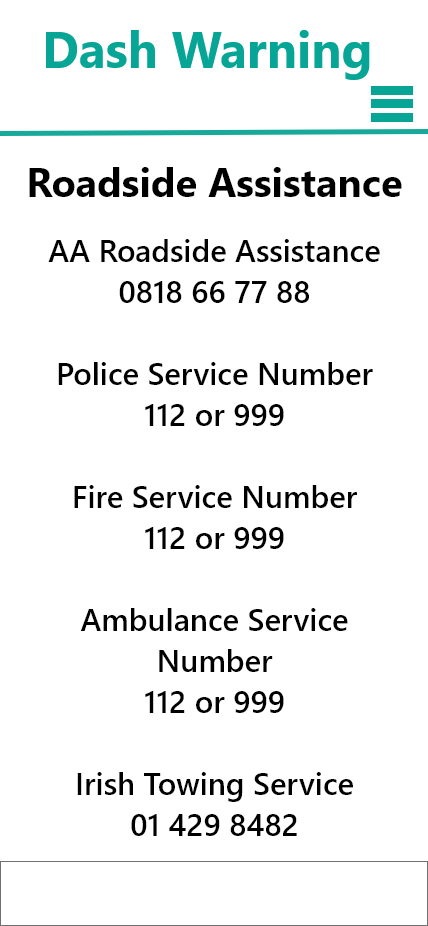 Dash Warning
Roadside Assistance
AA Roadside Assistance
0818 66 77 88
Police Service Number
112 or 999
Fire Service Number
112 or 999
Ambulance Service
Number
112 or 999
Irish Towing Service
01 429 8482